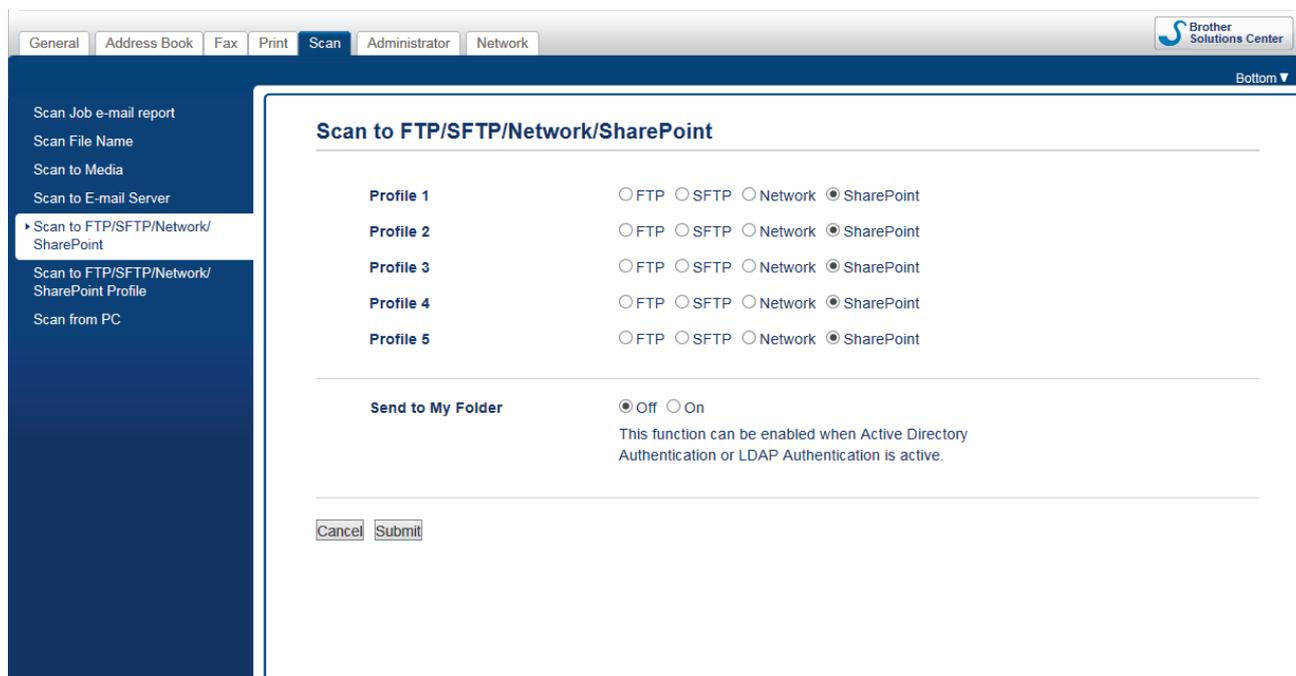 General Address Book Fax Print Scan Administrator Network
Brother
Solutions Center
Bottom▼
Scan Job e-mail report
Scan File Name
Scan to Media
Scan to E-mail Server
Scan to FTP/SFTP/Network/
SharePoint
Scan to FTP/SFTP/Network/
SharePoint Profile
Scan from PC
Scan to FTP/SFTP/Network/SharePoint
Profile 1 FTP SFTP Network SharePoint
Profile 2 FTP SFTP Network SharePoint
Profile 3 FTP SFTP Network SharePoint
Profile 4 FTP SFTP Network SharePoint
Profile 5 FTP SFTP Network SharePoint
Send to My Folder Off On
This function can be enabled when Active Directory
Authentication or LDAP Authentication is active.
Cancel Submit